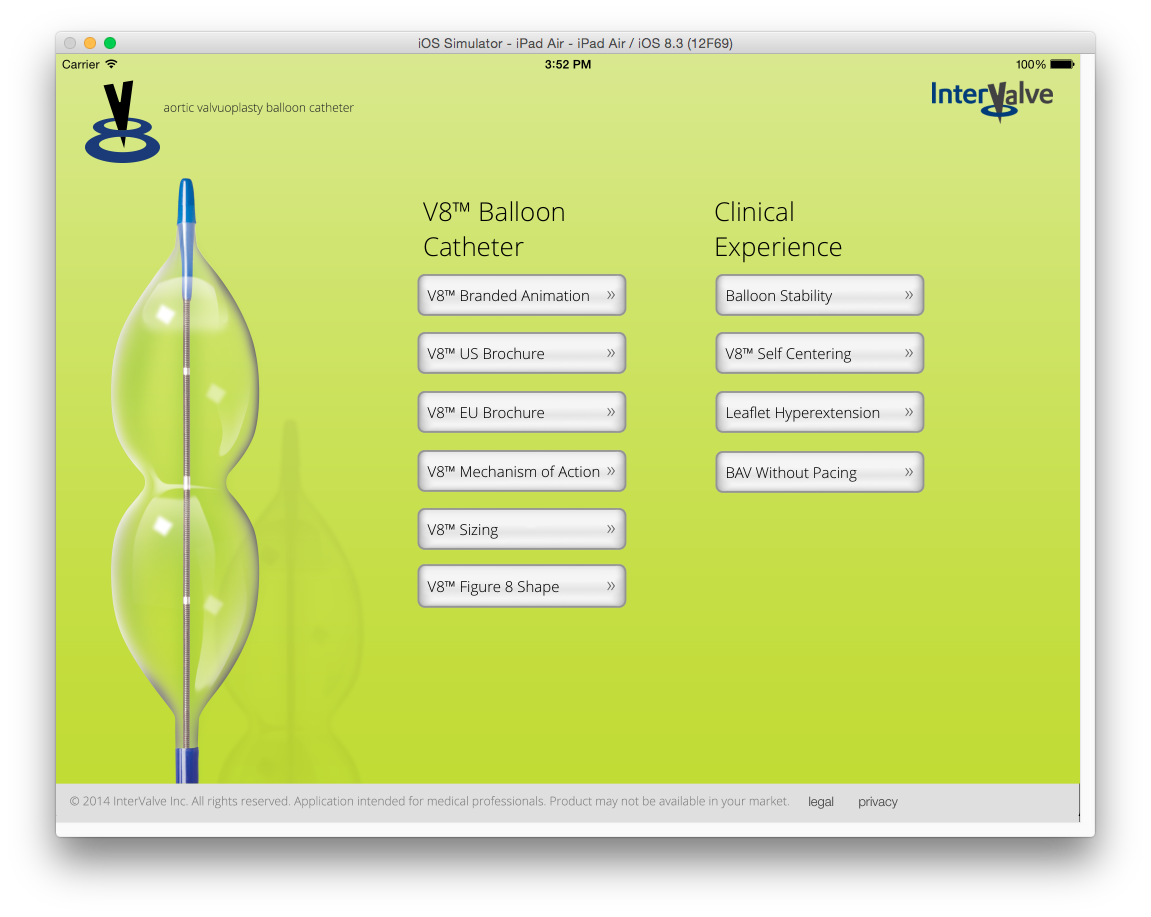 iOS Simulator - iPad Air - iPad Air / iOS 8.3 (12F69)
Carrier 3:52 PM 100%
aortic valvuoplasty balloon catheter
InterValve
V8™ Balloon
Catheter
V8™ Branded Animation »
V8™ US Brochure »
V8™ EU Brochure »
V8™ Mechanism of Action »
V8™ Sizing »
V8™ Figure 8 Shape »
Clinical
Experience
Balloon Stability »
V8™ Self Centering »
Leaflet Hyperextension »
BAV Without Pacing »
© 2014 InterValve Inc. All rights reserved. Application intended for medical professionals. Product may not be available in your market. legal privacy